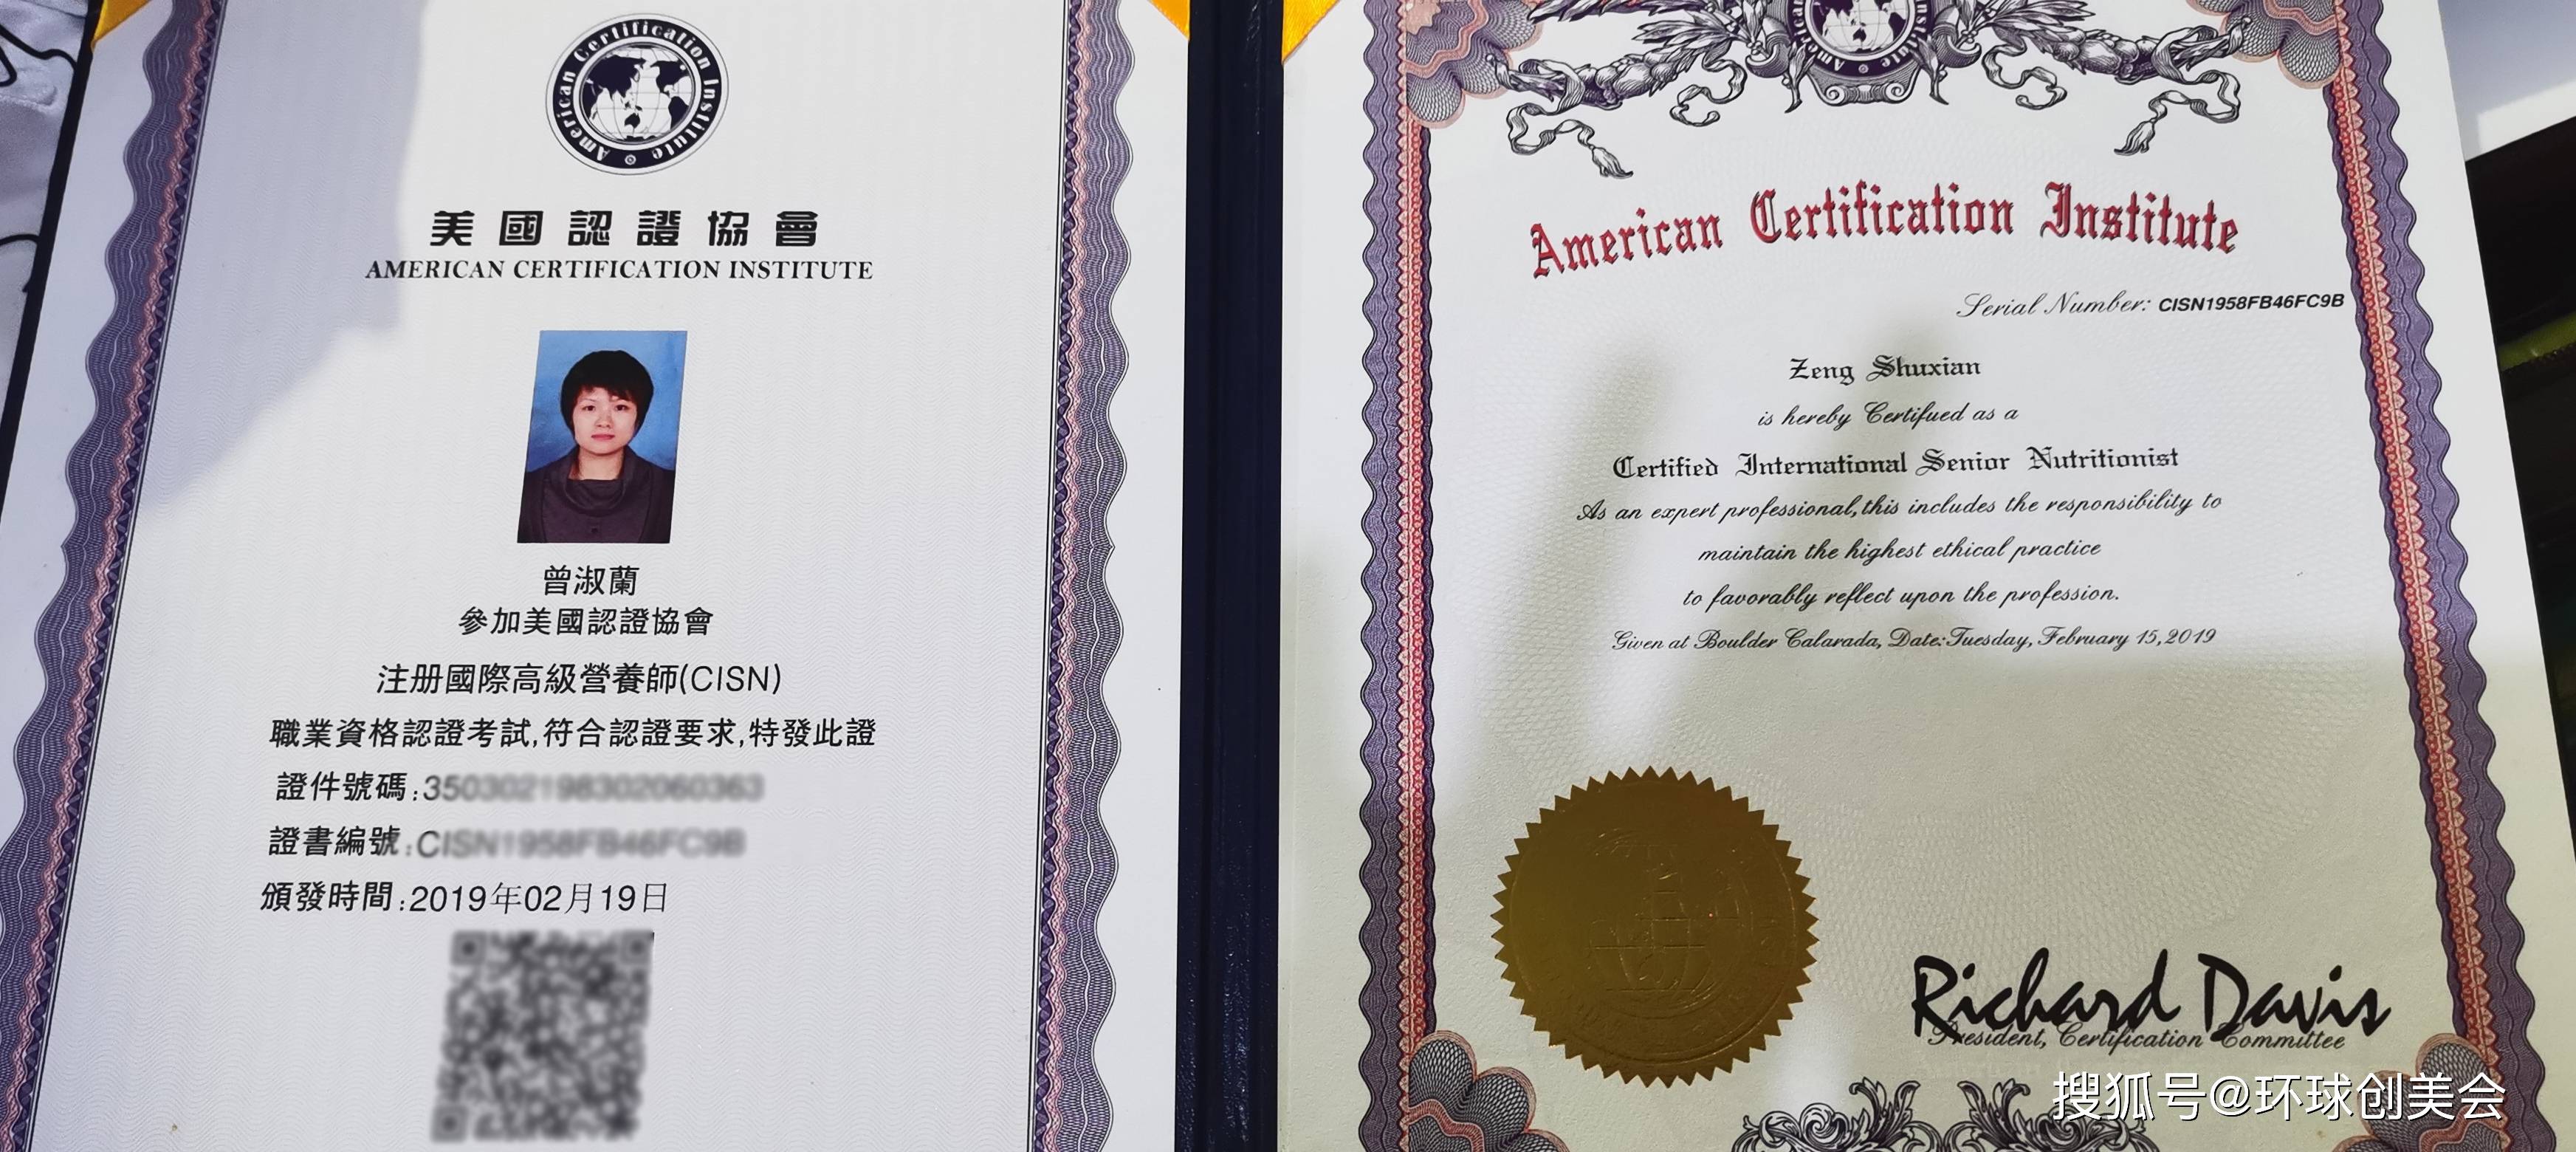 American Certification Institute
美國認證協會
AMERICAN CERTIFICATION INSTITUTE
曾淑蘭
參加美國認證協會
注册國際高級營養師(CISN)
職業資格認證考試,符合認證要求,特發此證
證件號碼:
證書編號:
頒發時間:2019年02月19日
American Certification Institute
Serial Number: CISN1958FB46FC9B
Zeng Shuxian
is hereby Certifued as a
Certified International Senior Nutritionist
As an expert professional,this includes the responsibility to
maintain the highest ethical practice
to favorably reflect upon the profession.
Given at Boulder Calarada, Date:Tuesday, February 15,2019
Richard Davis
President, Certification Committee
搜狐号@环球创美会